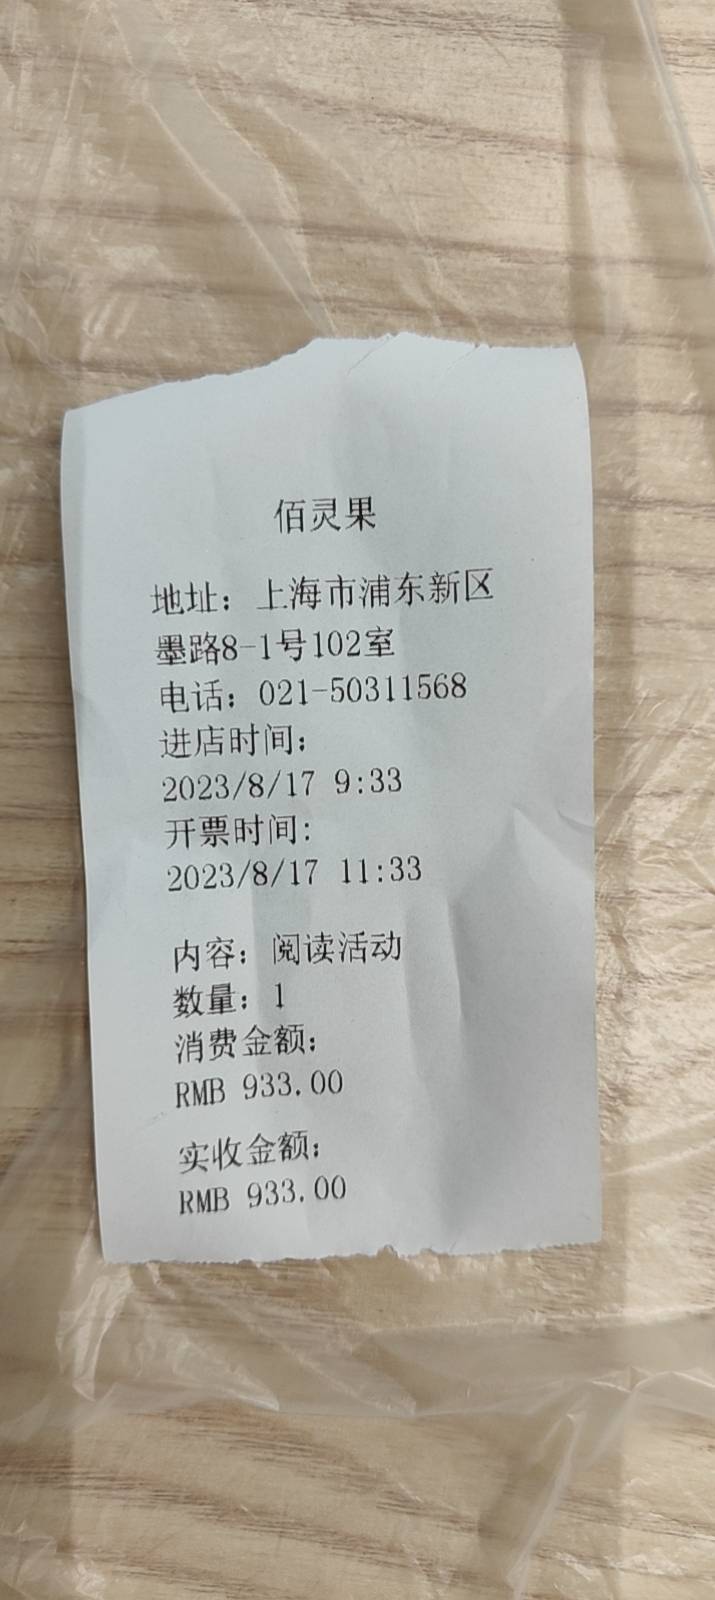 佰灵果
地址：上海市浦东新区
墨路8-1号102室
电话：021-50311568
进店时间：
2023/8/17 9:33
开票时间:
2023/8/17 11:33
内容：阅读活动
数量：1
消费金额：
RMB 933.00
实收金额：
RMB 933.00